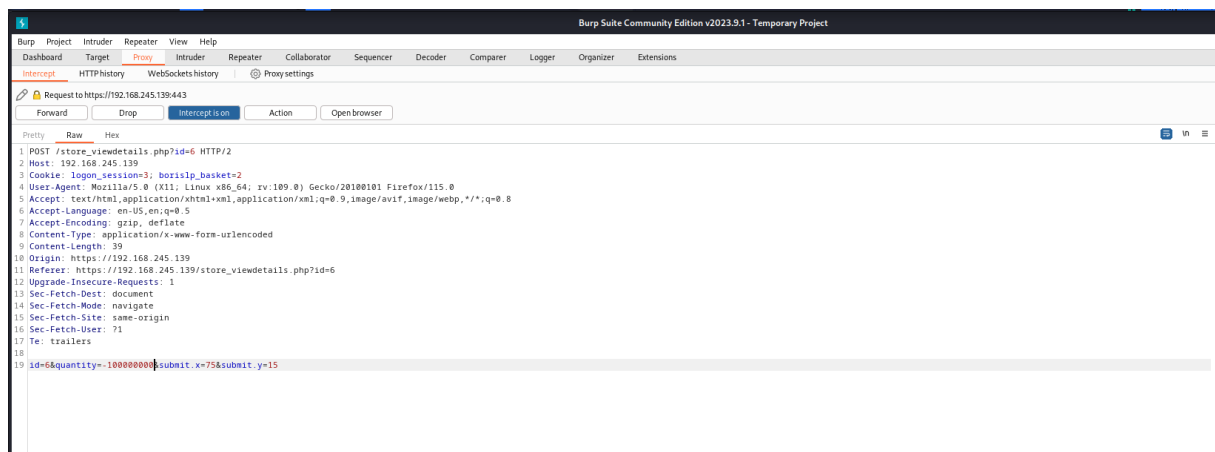 Burp Suite Community Edition v2023.9.1 - Temporary Project
Burp Project Intruder Repeater View Help
Dashboard Target Proxy Intruder Repeater Collaborator Sequencer Decoder Comparer Logger Organizer Extensions
Intercept HTTP history WebSockets history Proxy settings
Request to https://192.168.245.139:443
Forward Drop Intercept is on Action Open browser
Pretty Raw Hex \n
1 POST /store_viewdetails.php?id=6 HTTP/2
2 Host: 192.168.245.139
3 Cookie: logon_session=3; borislp_basket=2
4 User-Agent: Mozilla/5.0 (X11; Linux x86_64; rv:109.0) Gecko/20100101 Firefox/115.0
5 Accept: text/html,application/xhtml+xml,application/xml;q=0.9,image/avif,image/webp,*/*;q=0.8
6 Accept-Language: en-US,en;q=0.5
7 Accept-Encoding: gzip, deflate
8 Content-Type: application/x-www-form-urlencoded
9 Content-Length: 39
10 Origin: https://192.168.245.139
11 Referer: https://192.168.245.139/store_viewdetails.php?id=6
12 Upgrade-Insecure-Requests: 1
13 Sec-Fetch-Dest: document
14 Sec-Fetch-Mode: navigate
15 Sec-Fetch-Site: same-origin
16 Sec-Fetch-User: ?1
17 Te: trailers
18
19 id=6&quantity=-100000000&submit.x=75&submit.y=15